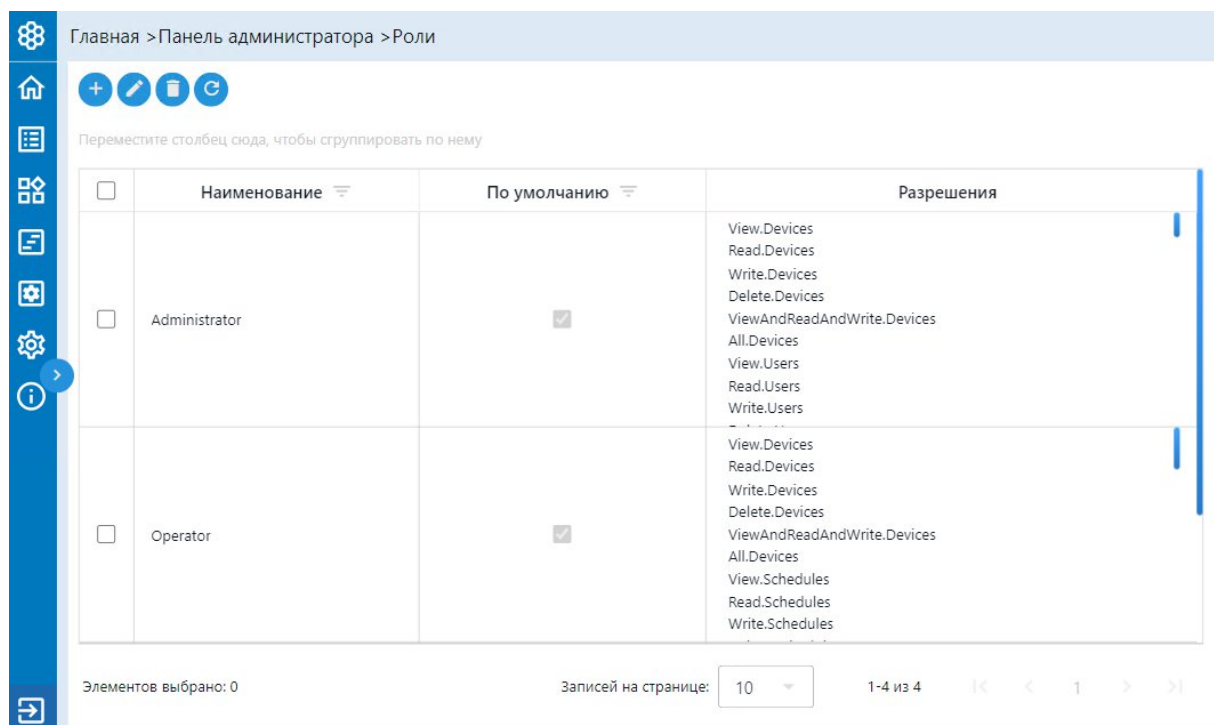 Главная >Панель администратора >Роли
Переместите столбец сюда, чтобы сгруппировать по нему
Наименование По умолчанию Разрешения
View.Devices
Read.Devices
Write.Devices
Delete.Devices
Administrator
ViewAndReadAndWrite.Devices
All.Devices
View.Users
Read.Users
Write.Users
View.Devices
Read.Devices
Write.Devices
Delete.Devices
Operator
ViewAndReadAndWrite.Devices
All.Devices
View.Schedules
Read.Schedules
Write.Schedules
Элементов выбрано: 0 Записей на странице: 10 1-4 из 4 |< < 1 > >|